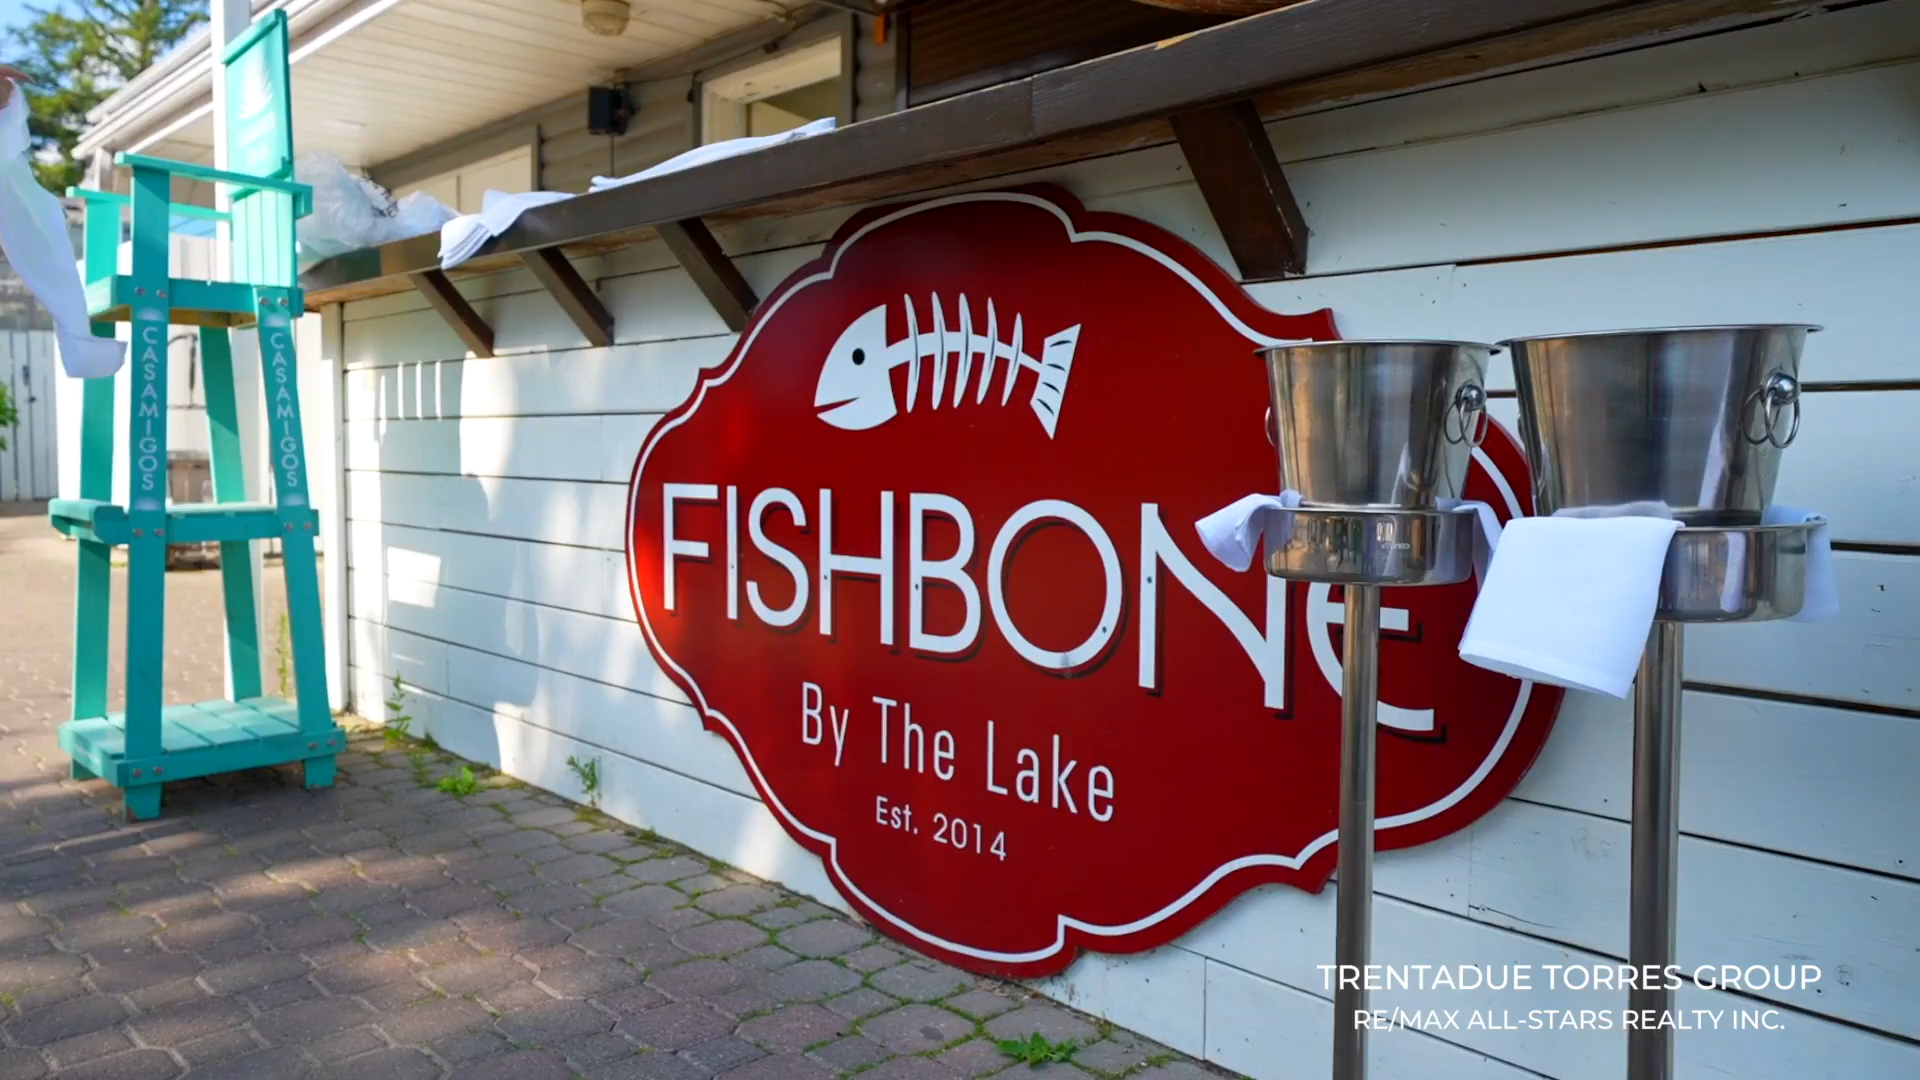 CASAMIGOS
CASAMIGOS
FISHBONE
By The Lake
Est. 2014
TRENTADUE TORRES GROUP
RE/MAX ALL-STARS REALTY INC.